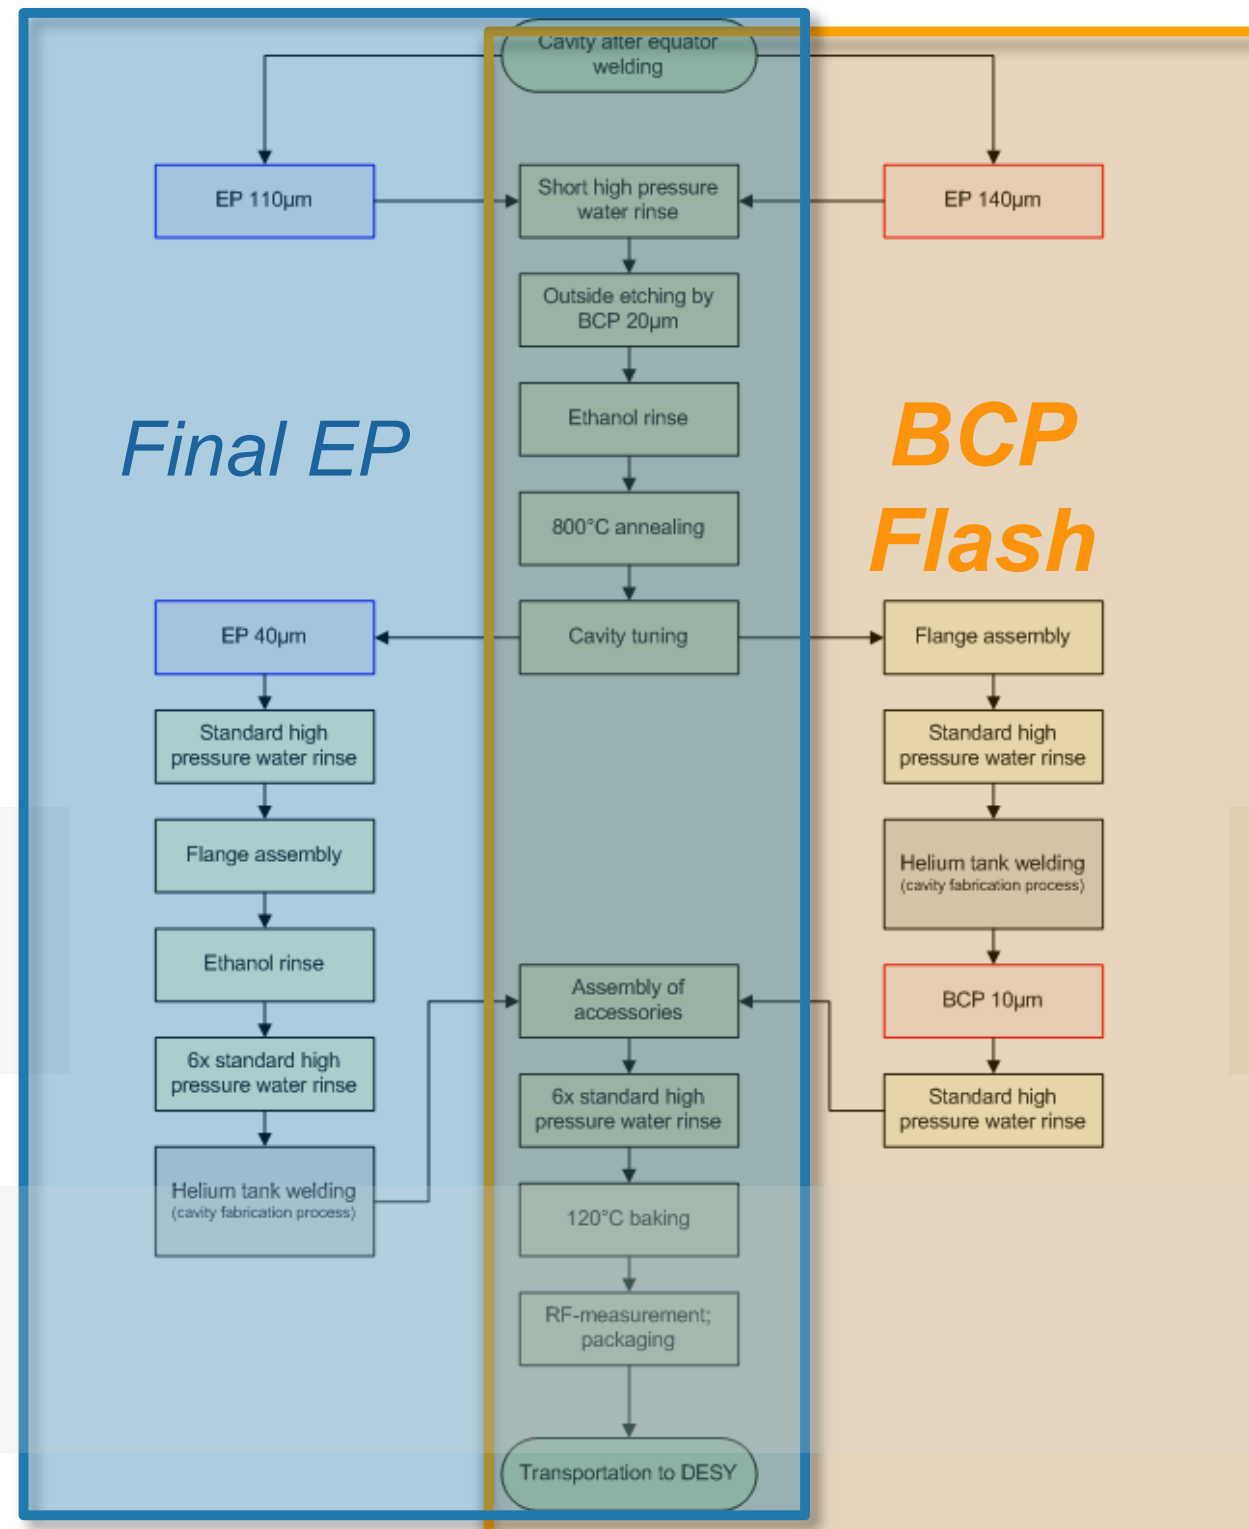 Cavity after equator
welding
EP 110µm
Short high pressure
water rinse
EP 140µm
Outside etching by
BCP 20µm
Ethanol rinse
Final EP
BCP
Flash
800°C annealing
EP 40µm
Cavity tuning
Flange assembly
Standard high
pressure water rinse
Standard high
pressure water rinse
Flange assembly
Helium tank welding
(cavity fabrication process)
Ethanol rinse
Assembly of
accessories
BCP 10µm
6x standard high
pressure water rinse
6x standard high
pressure water rinse
Standard high
pressure water rinse
Helium tank welding
(cavity fabrication process)
120°C baking
RF-measurement;
packaging
Transportation to DESY